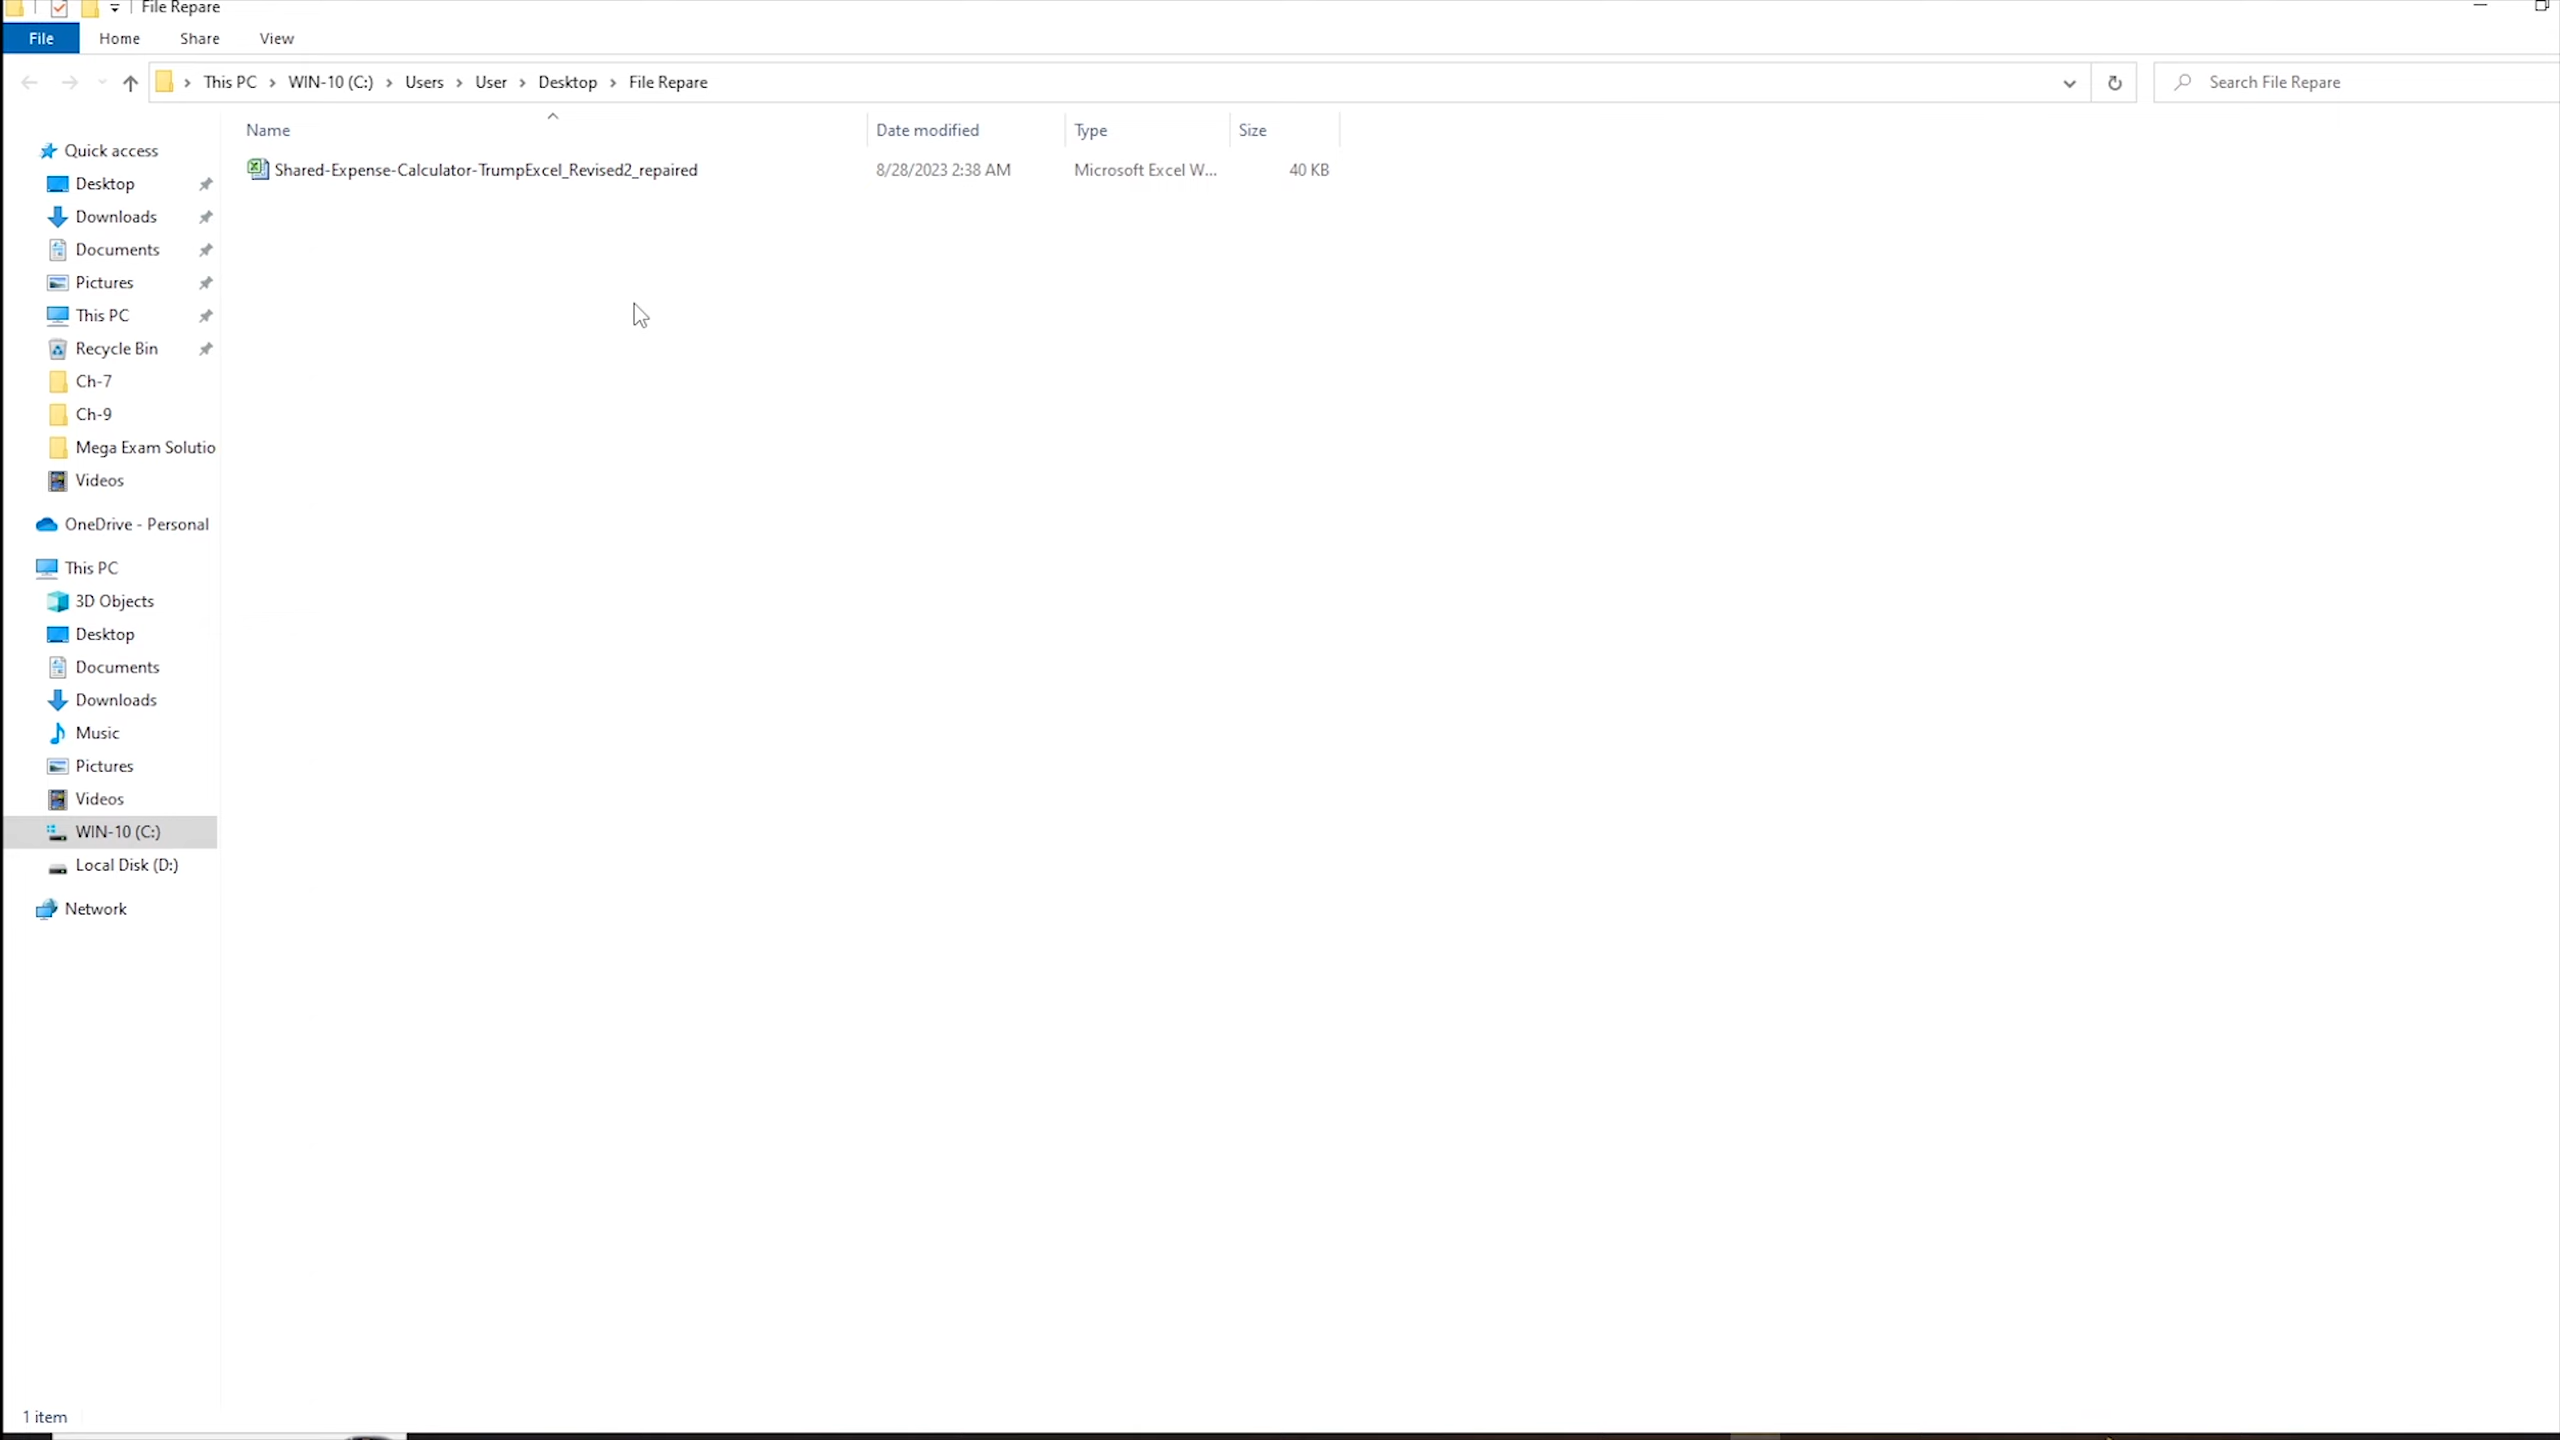 File Repare
File Home Share View
This PC WIN-10 (C:) Users User Desktop File Repare
Search File Repare
Name Date modified Type Size
Shared-Expense-Calculator-TrumpExcel_Revised2_repaired 8/28/2023 2:38 AM Microsoft Excel W... 40 KB
Quick access
Desktop
Downloads
Documents
Pictures
This PC
Recycle Bin
Ch-7
Ch-9
Mega Exam Solutio
Videos
OneDrive - Personal
This PC
3D Objects
Desktop
Documents
Downloads
Music
Pictures
Videos
WIN-10 (C:)
Local Disk (D:)
Network
1 item